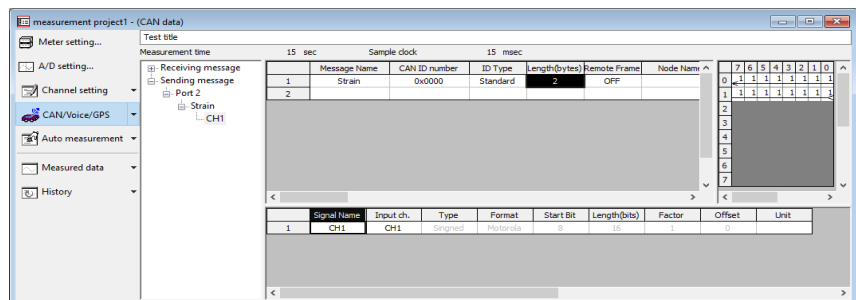 measurement project1 - (CAN data)
Meter setting...
A/D setting...
Channel setting
CAN/Voice/GPS
Auto measurement
Measured data
History
Test title
Measurement time 15 sec Sample clock 15 msec
Receiving message
Sending message
Port 2
Strain
CH1
Message Name CAN ID number ID Type Length(bytes) Remote Frame Node Name
1 Strain 0x0000 Standard 2 OFF
2
7 6 5 4 3 2 1 0
0 1 1 1 1 1 1 1 1
1 1 1 1 1 1 1 1 1
2
3
4
5
6
7
Signal Name Input ch. Type Format Start Bit Length(bits) Factor Offset Unit
1 CH1 CH1 Singned Motorola 8 16 1 0